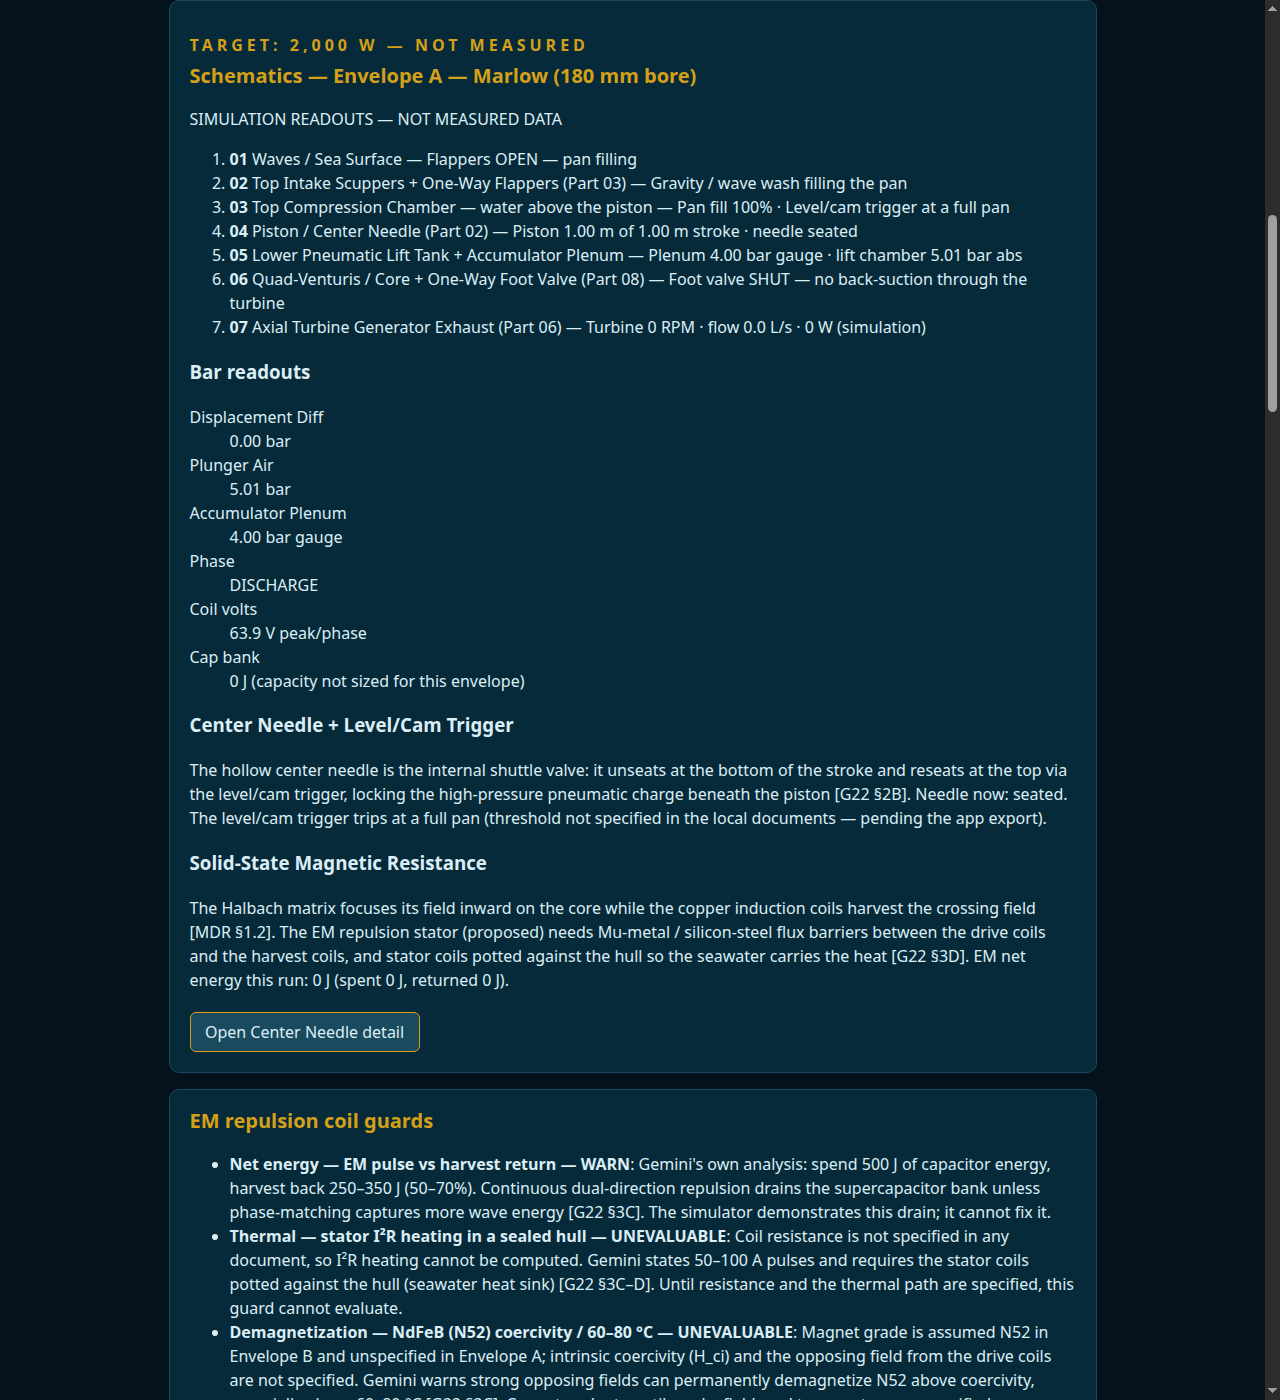 TARGET: 2,000 W — NOT MEASURED
Schematics — Envelope A — Marlow (180 mm bore)
SIMULATION READOUTS — NOT MEASURED DATA
1. 01 Waves / Sea Surface — Flappers OPEN — pan filling
2. 02 Top Intake Scuppers + One-Way Flappers (Part 03) — Gravity / wave wash filling the pan
3. 03 Top Compression Chamber — water above the piston — Pan fill 100% · Level/cam trigger at a full pan
4. 04 Piston / Center Needle (Part 02) — Piston 1.00 m of 1.00 m stroke · needle seated
5. 05 Lower Pneumatic Lift Tank + Accumulator Plenum — Plenum 4.00 bar gauge · lift chamber 5.01 bar abs
6. 06 Quad-Venturis / Core + One-Way Foot Valve (Part 08) — Foot valve SHUT — no back-suction through the
turbine
7. 07 Axial Turbine Generator Exhaust (Part 06) — Turbine 0 RPM · flow 0.0 L/s · 0 W (simulation)
Bar readouts
Displacement Diff
0.00 bar
Plunger Air
5.01 bar
Accumulator Plenum
4.00 bar gauge
Phase
DISCHARGE
Coil volts
63.9 V peak/phase
Cap bank
0 J (capacity not sized for this envelope)
Center Needle + Level/Cam Trigger
The hollow center needle is the internal shuttle valve: it unseats at the bottom of the stroke and reseats at the top via
the level/cam trigger, locking the high-pressure pneumatic charge beneath the piston [G22 §2B]. Needle now: seated.
The level/cam trigger trips at a full pan (threshold not specified in the local documents — pending the app export).
Solid-State Magnetic Resistance
The Halbach matrix focuses its field inward on the core while the copper induction coils harvest the crossing field
[MDR §1.2]. The EM repulsion stator (proposed) needs Mu-metal / silicon-steel flux barriers between the drive coils
and the harvest coils, and stator coils potted against the hull so the seawater carries the heat [G22 §3D]. EM net
energy this run: 0 J (spent 0 J, returned 0 J).
Open Center Needle detail
EM repulsion coil guards
• Net energy — EM pulse vs harvest return — WARN: Gemini's own analysis: spend 500 J of capacitor energy,
harvest back 250–350 J (50–70%). Continuous dual-direction repulsion drains the supercapacitor bank unless
phase-matching captures more wave energy [G22 §3C]. The simulator demonstrates this drain; it cannot fix it.
• Thermal — stator I²R heating in a sealed hull — UNEVALUABLE: Coil resistance is not specified in any
document, so I²R heating cannot be computed. Gemini states 50–100 A pulses and requires the stator coils
potted against the hull (seawater heat sink) [G22 §3C–D]. Until resistance and the thermal path are specified, this
guard cannot evaluate.
• Demagnetization — NdFeB (N52) coercivity / 60–80 °C — UNEVALUABLE: Magnet grade is assumed N52 in
Envelope B and unspecified in Envelope A; intrinsic coercivity (H_ci) and the opposing field from the drive coils
are not specified. Gemini warns strong opposing fields can permanently demagnetize N52 above coercivity,